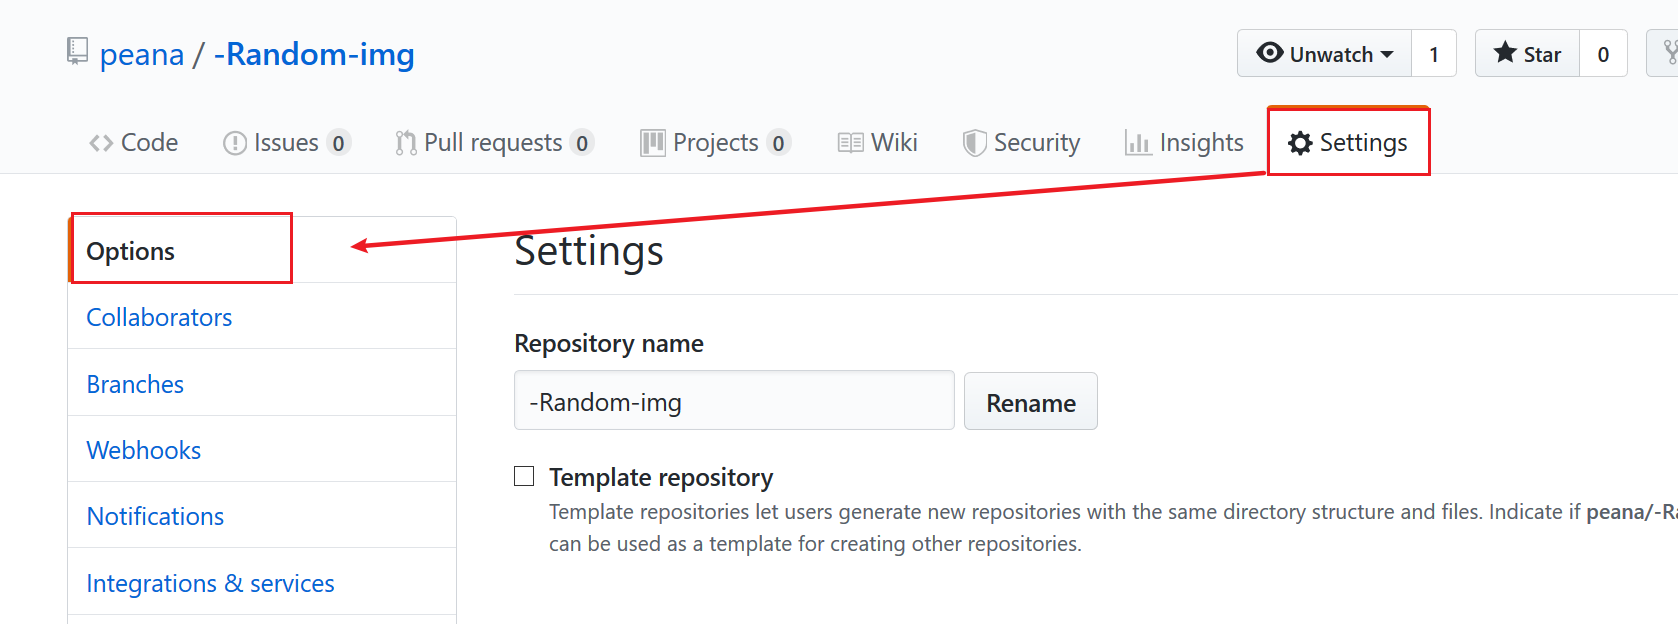 peana / -Random-img
Unwatch 1 Star 0
Code Issues 0 Pull requests 0 Projects 0 Wiki Security Insights Settings
Options
Collaborators
Branches
Webhooks
Notifications
Integrations & services
Settings
Repository name
-Random-img Rename
Template repository
Template repositories let users generate new repositories with the same directory structure and files. Indicate if peana/-Ra
can be used as a template for creating other repositories.